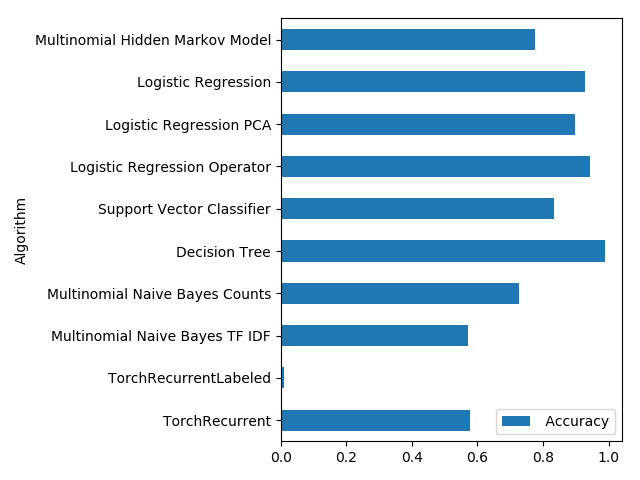 Multinomial Hidden Markov Model
Logistic Regression
Logistic Regression PCA
Logistic Regression Operator
Support Vector Classifier
Decision Tree
Multinomial Naive Bayes Counts
Multinomial Naive Bayes TF IDF
TorchRecurrentLabeled
TorchRecurrent
Algorithm
Accuracy
0.0 0.2 0.4 0.6 0.8 1.0